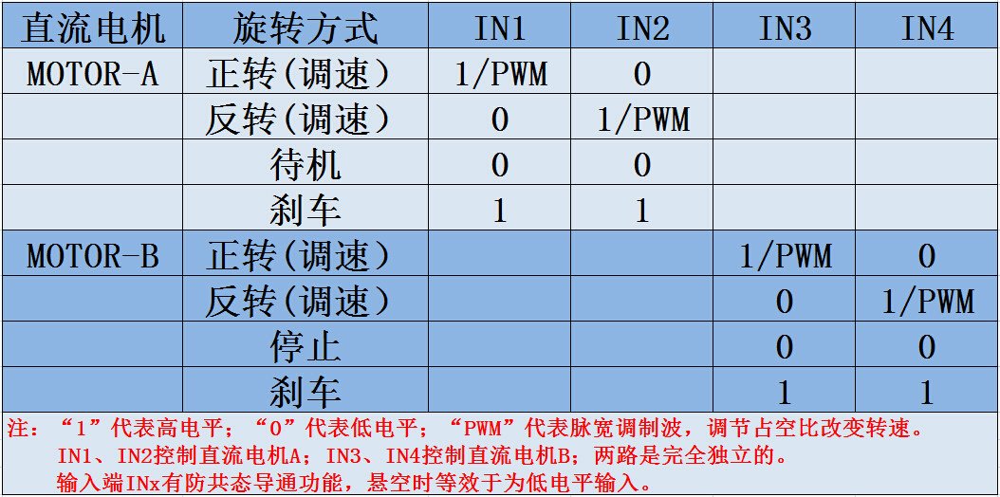 直流电机 旋转方式 IN1 IN2 IN3 IN4
MOTOR-A 正转(调速） 1/PWM 0
反转(调速） 0 1/PWM
待机 0 0
刹车 1 1
MOTOR-B 正转(调速） 1/PWM 0
反转(调速） 0 1/PWM
停止 0 0
刹车 1 1
注：“1”代表高电平；“0”代表低电平；“PWM”代表脉宽调制波，调节占空比改变转速。
IN1、IN2控制直流电机A；IN3、IN4控制直流电机B；两路是完全独立的。
输入端INx有防共态导通功能，悬空时等效于为低电平输入。